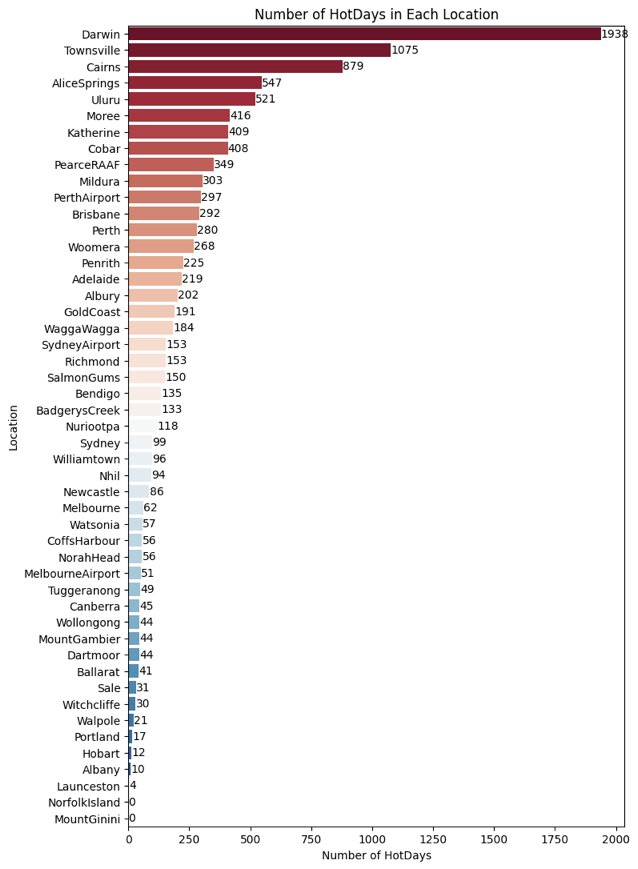 Number of HotDays in Each Location
Darwin 1938
Townsville 1075
Cairns 879
AliceSprings 547
Uluru 521
Moree 416
Katherine 409
Cobar 408
PearceRAAF 349
Mildura 303
PerthAirport 297
Brisbane 292
Perth 280
Woomera 268
Penrith 225
Adelaide 219
Albury 202
GoldCoast 191
WaggaWagga 184
SydneyAirport 153
Richmond 153
SalmonGums 150
Bendigo 135
BadgerysCreek 133
Nuriootpa 118
Sydney 99
Williamtown 96
Nhil 94
Newcastle 86
Melbourne 62
Watsonia 57
CoffsHarbour 56
NorahHead 56
MelbourneAirport 51
Tuggeranong 49
Canberra 45
Wollongong 44
MountGambier 44
Dartmoor 44
Ballarat 41
Sale 31
Witchcliffe 30
Walpole 21
Portland 17
Hobart 12
Albany 10
Launceston 4
NorfolkIsland 0
MountGinini 0
Location
0 250 500 750 1000 1250 1500 1750 2000
Number of HotDays